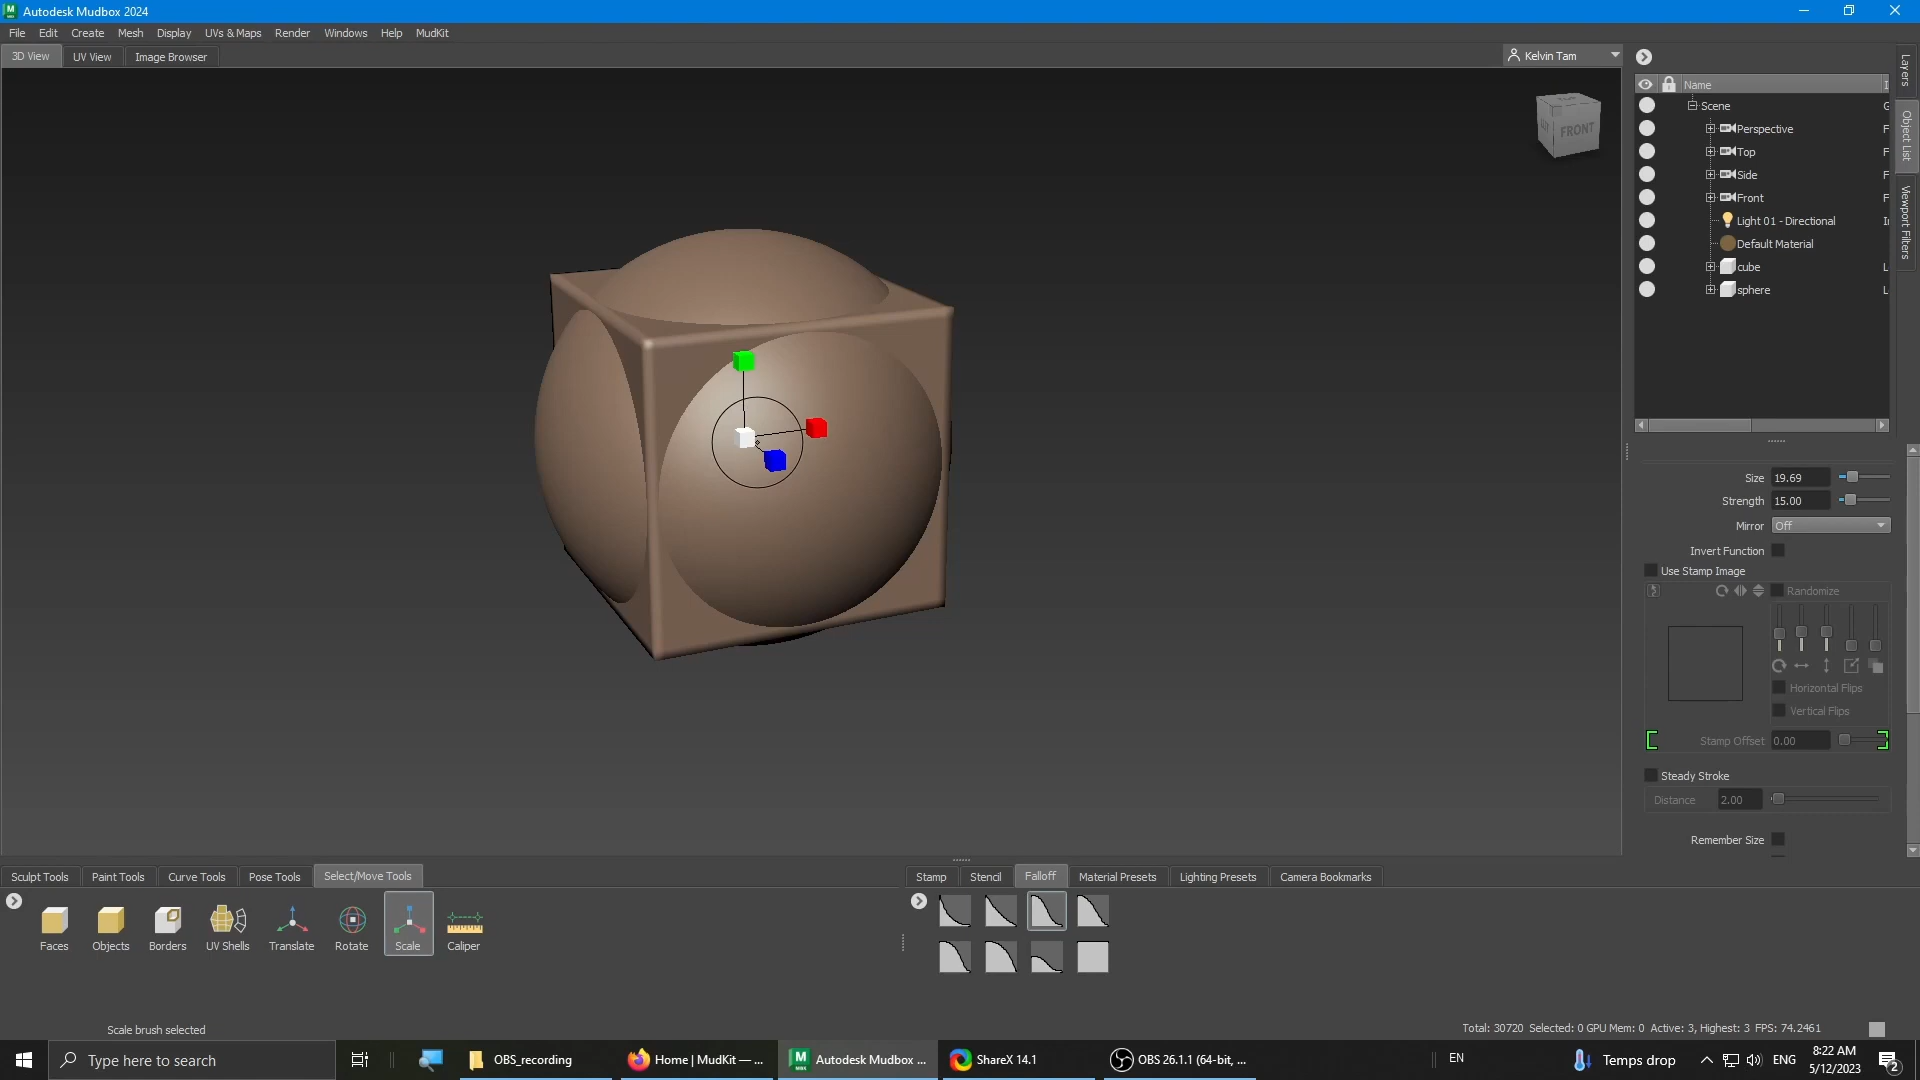 Autodesk Mudbox 2024
File Edit Create Mesh Display UVs & Maps Render Windows Help MudKit
3D View UV View Image Browser
Kelvin Tam
FRONT
Name
Scene
Perspective F
Top F
Side F
Front F
Light 01 - Directional
Default Material
cube L
sphere L
Layers
Object List
Viewport Filters
Size 19.69
Strength 15.00
Mirror Off
Invert Function
Use Stamp Image
Randomize
Horizontal Flips
Vertical Flips
Stamp Offset 0.00
Steady Stroke
Distance 2.00
Remember Size
Sculpt Tools Paint Tools Curve Tools Pose Tools Select/Move Tools
Faces Objects Borders UV Shells Translate Rotate Scale Caliper
Stamp Stencil Falloff Material Presets Lighting Presets Camera Bookmarks
Scale brush selected
Total: 30720 Selected: 0 GPU Mem: 0 Active: 3, Highest: 3 FPS: 74.2461
Type here to search
OBS_recording
Home | MudKit — ...
Autodesk Mudbox ...
ShareX 14.1
OBS 26.1.1 (64-bit, ...
EN
Temps drop
ENG
8:22 AM
5/12/2023
2